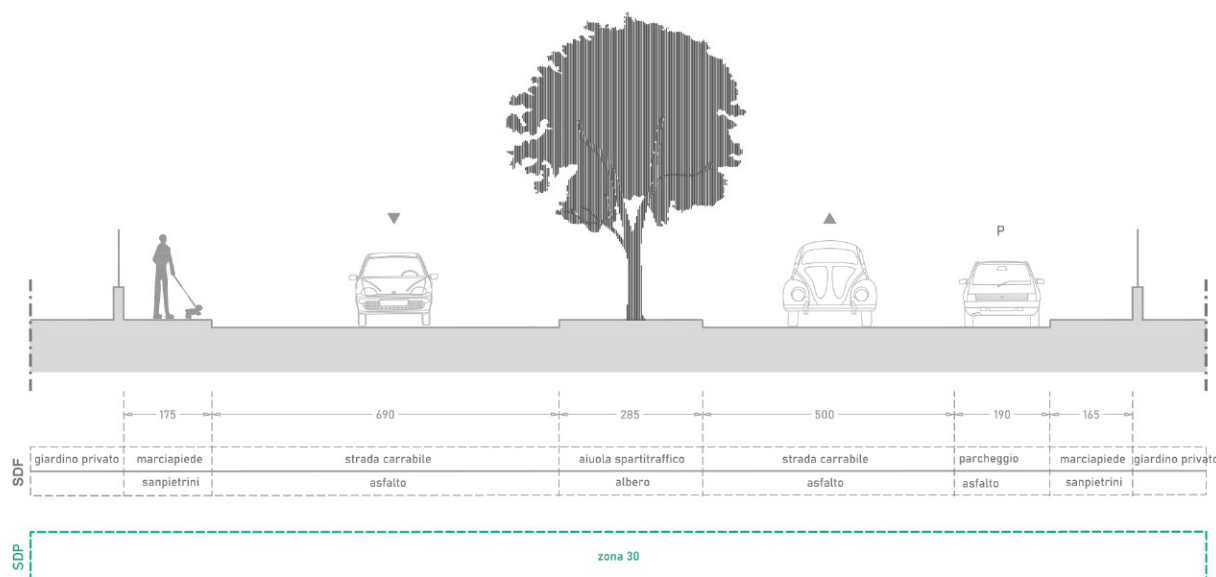 P
175 690 285 500 190 165
SDF
giardino privato marciapiede strada carrabile aiuola spartitraffico strada carrabile parcheggio marciapiede giardino privato
sanpietrini asfalto albero asfalto asfalto sanpietrini
SDP
zona 30